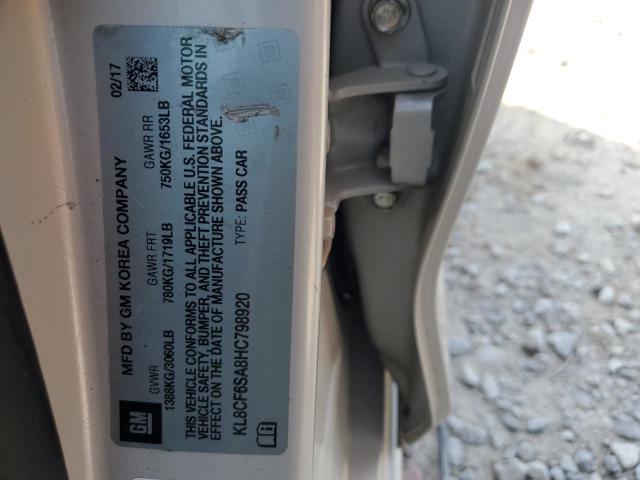 MFD BY GM KOREA COMPANY 02/17
GVWR GAWR FRT GAWR RR
1388KG/3060LB 780KG/1719LB 750KG/1653LB
THIS VEHICLE CONFORMS TO ALL APPLICABLE U.S. FEDERAL MOTOR
VEHICLE SAFETY, BUMPER, AND THEFT PREVENTION STANDARDS IN
EFFECT ON THE DATE OF MANUFACTURE SHOWN ABOVE.
KL8CF6SA8HC798920 TYPE: PASS CAR
GM